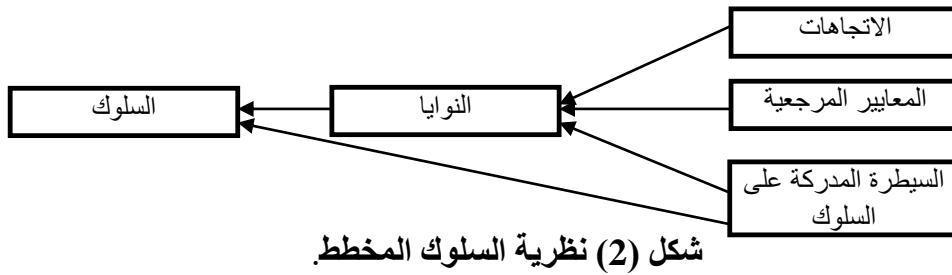 الاتجاهات
المعايير المرجعية
النوايا
السلوك
السيطرة المدركة على
السلوك
شكل (2) نظرية السلوك المخطط.